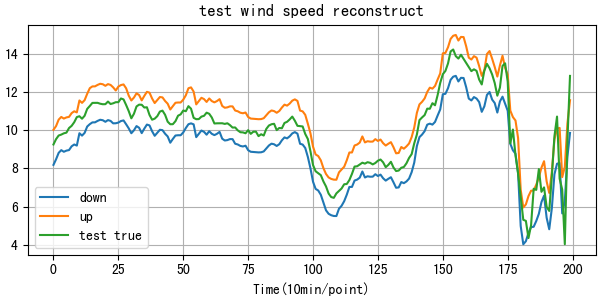 test wind speed reconstruct
14
12
10
8
6
4
down
up
test true
0 25 50 75 100 125 150 175 200
Time(10min/point)